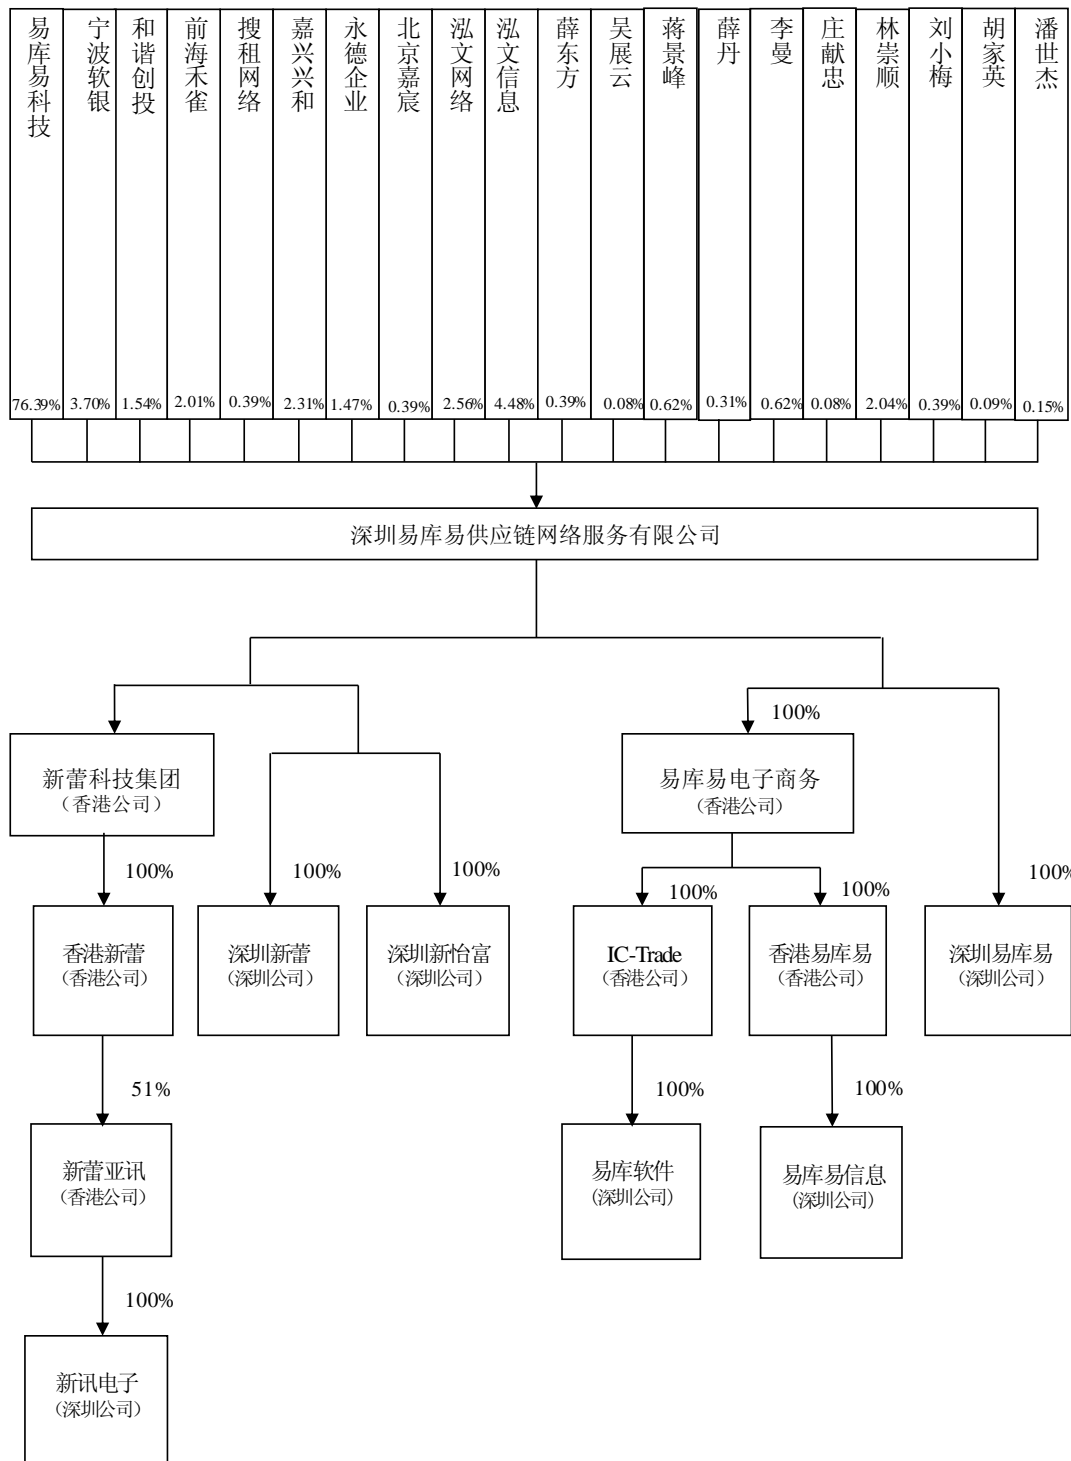 易库易科技
宁波软银
和谐创投
前海禾雀
搜租网络
嘉兴兴和
永德企业
北京嘉宸
泓文网络
泓文信息
薛东方
吴展云
蒋景峰
薛丹
李曼
庄献忠
林崇顺
刘小梅
胡家英
潘世杰
76.39%
3.70%
1.54%
2.01%
0.39%
2.31%
1.47%
0.39%
2.56%
4.48%
0.39%
0.08%
0.62%
0.31%
0.62%
0.08%
2.04%
0.39%
0.09%
0.15%
深圳易库易供应链网络服务有限公司
100%
新蕾科技集团
（香港公司）
易库易电子商务
（香港公司）
100%
100%
100%
100%
100%
100%
香港新蕾
（香港公司）
深圳新蕾
（深圳公司）
深圳新怡富
（深圳公司）
IC-Trade
（香港公司）
香港易库易
（香港公司）
深圳易库易
（深圳公司）
51%
100%
100%
新蕾亚讯
（香港公司）
易库软件
（深圳公司）
易库易信息
（深圳公司）
100%
新讯电子
（深圳公司）